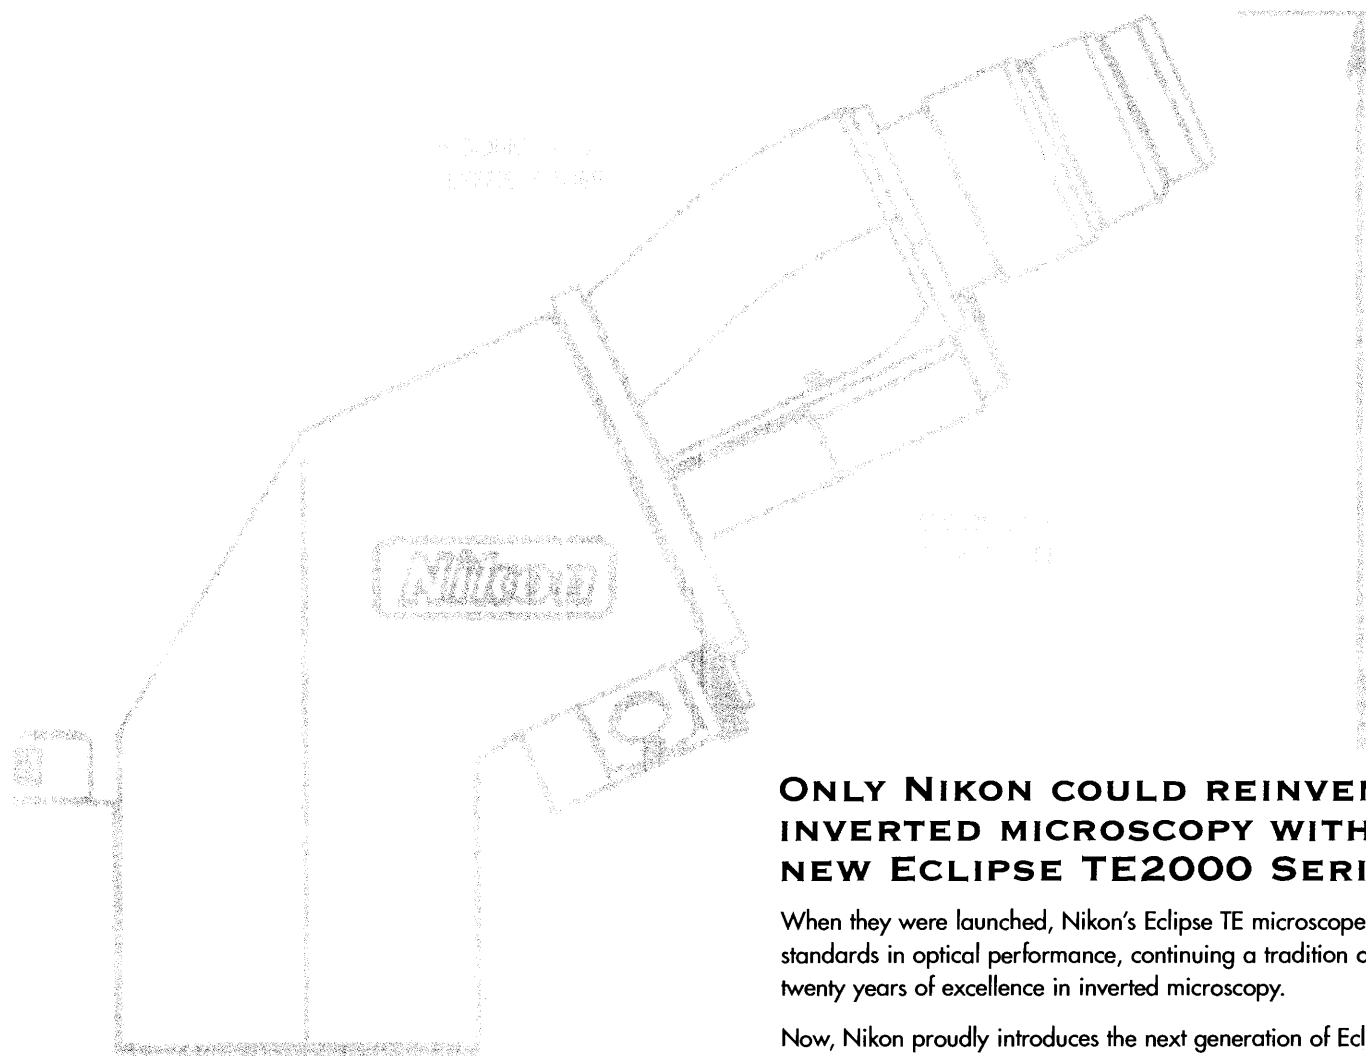 Nikon
ONLY NIKON COULD REINVE
INVERTED MICROSCOPY WITH
NEW ECLIPSE TE2000 SERI
When they were launched, Nikon's Eclipse TE microscope
standards in optical performance, continuing a tradition o
twenty years of excellence in inverted microscopy.
Now, Nikon proudly introduces the next generation of Ecl